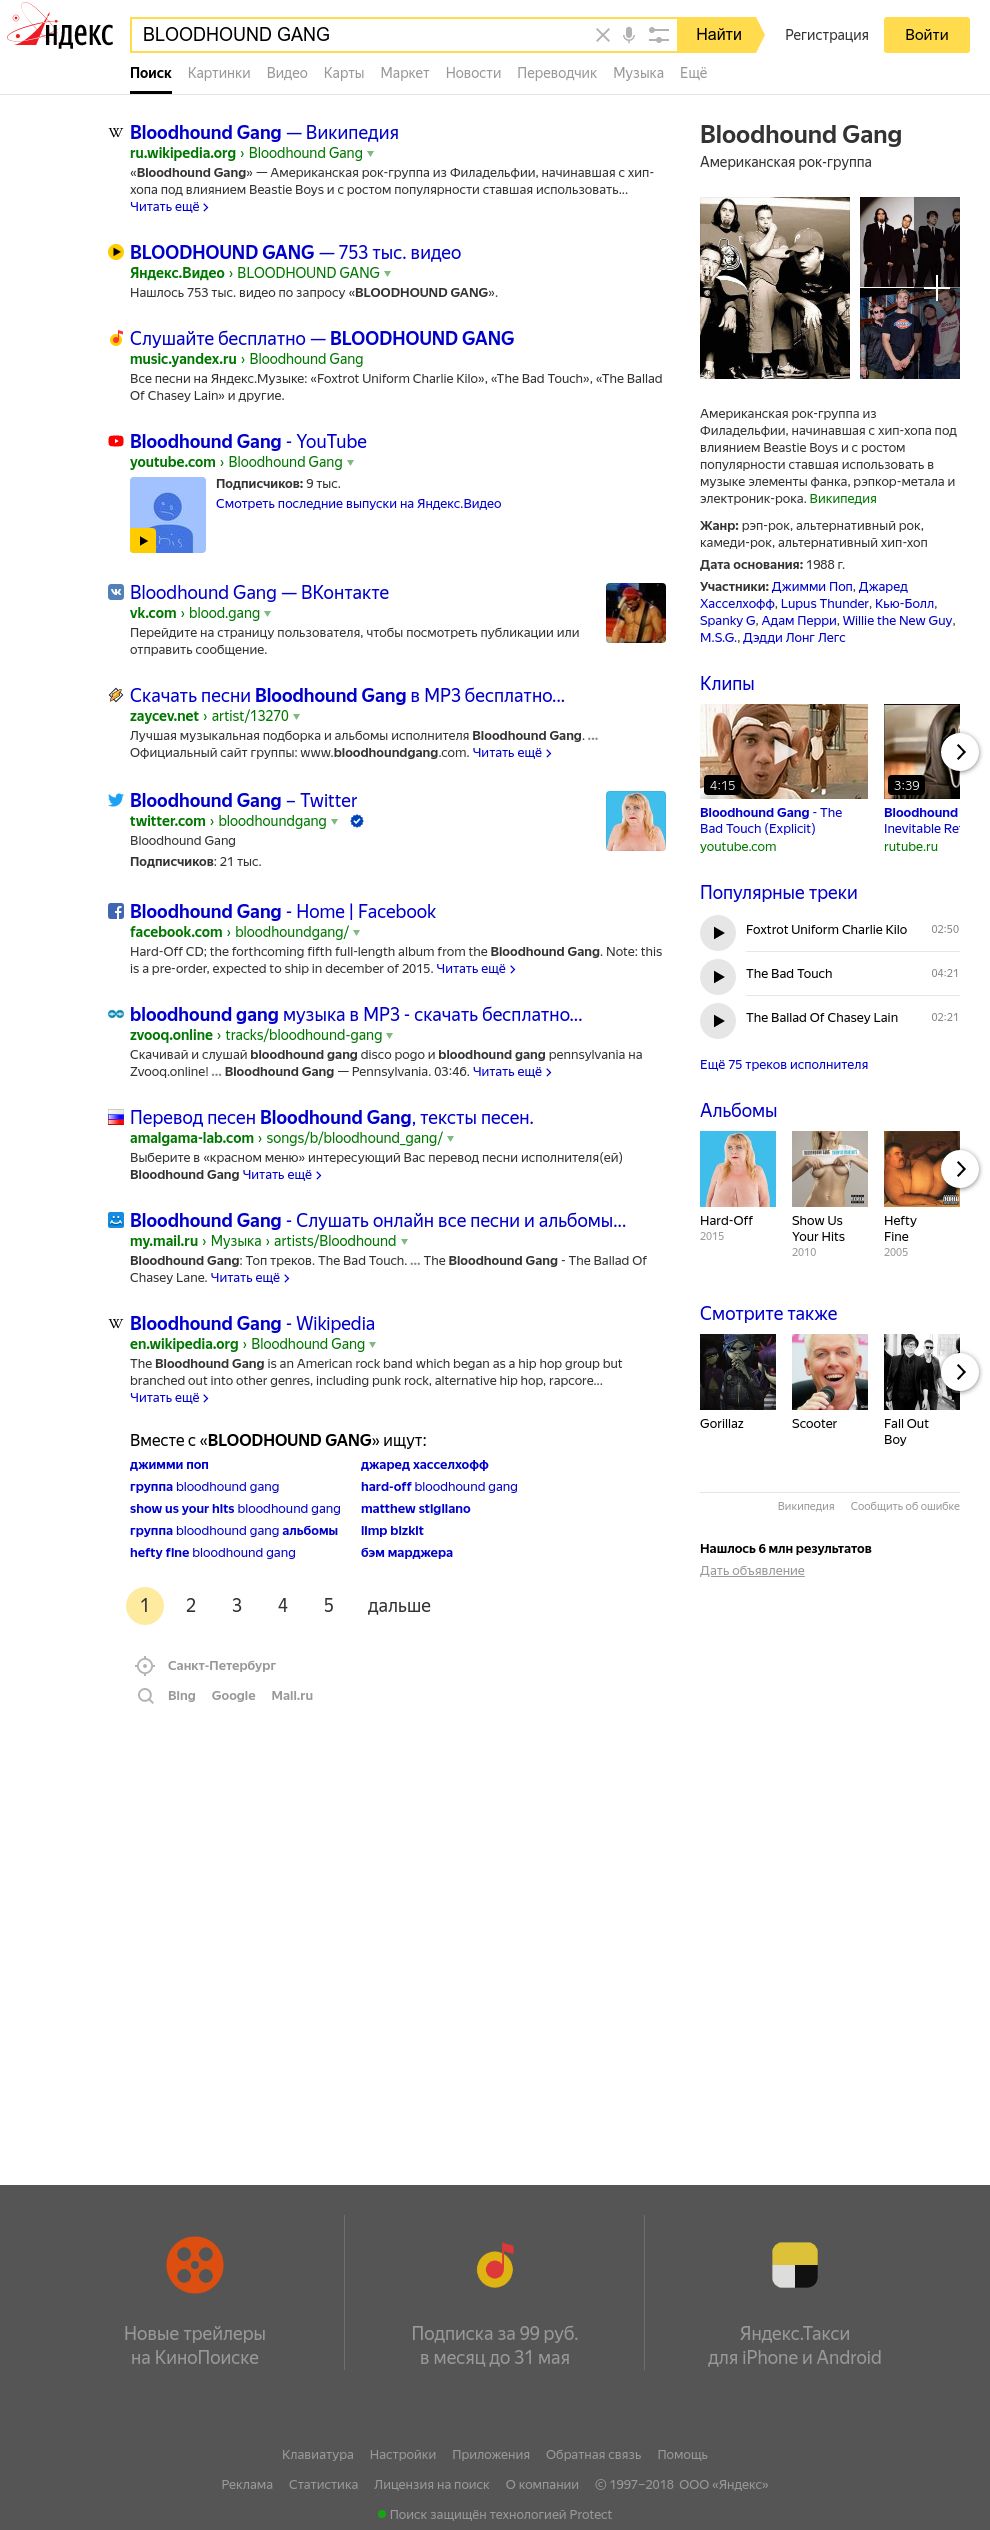 Яндекс
BLOODHOUND GANG
Найти
Регистрация
Войти
Поиск Картинки Видео Карты Маркет Новости Переводчик Музыка Ещё
Bloodhound Gang — Википедия
ru.wikipedia.org › Bloodhound Gang
«Bloodhound Gang» — Американская рок-группа из Филадельфии, начинавшая с хип-
хопа под влиянием Beastie Boys и с ростом популярности ставшая использовать...
Читать ещё
BLOODHOUND GANG — 753 тыс. видео
Яндекс.Видео › BLOODHOUND GANG
Нашлось 753 тыс. видео по запросу «BLOODHOUND GANG».
Слушайте бесплатно — BLOODHOUND GANG
music.yandex.ru › Bloodhound Gang
Все песни на Яндекс.Музыке: «Foxtrot Uniform Charlie Kilo», «The Bad Touch», «The Ballad
Of Chasey Lain» и другие.
Bloodhound Gang - YouTube
youtube.com › Bloodhound Gang
Подписчиков: 9 тыс.
Смотреть последние выпуски на Яндекс.Видео
Bloodhound Gang — ВКонтакте
vk.com › blood.gang
Перейдите на страницу пользователя, чтобы посмотреть публикации или
отправить сообщение.
Скачать песни Bloodhound Gang в MP3 бесплатно...
zaycev.net › artist/13270
Лучшая музыкальная подборка и альбомы исполнителя Bloodhound Gang. ...
Официальный сайт группы: www.bloodhoundgang.com. Читать ещё
Bloodhound Gang – Twitter
twitter.com › bloodhoundgang
Bloodhound Gang
Подписчиков: 21 тыс.
Bloodhound Gang - Home | Facebook
facebook.com › bloodhoundgang/
Hard-Off CD; the forthcoming fifth full-length album from the Bloodhound Gang. Note: this
is a pre-order, expected to ship in december of 2015. Читать ещё
bloodhound gang музыка в MP3 - скачать бесплатно...
zvooq.online › tracks/bloodhound-gang
Скачивай и слушай bloodhound gang disco pogo и bloodhound gang pennsylvania на
Zvooq.online! ... Bloodhound Gang — Pennsylvania. 03:46. Читать ещё
Перевод песен Bloodhound Gang, тексты песен.
amalgama-lab.com › songs/b/bloodhound_gang/
Выберите в «красном меню» интересующий Вас перевод песни исполнителя(ей)
Bloodhound Gang Читать ещё
Bloodhound Gang - Слушать онлайн все песни и альбомы...
my.mail.ru › Музыка › artists/Bloodhound
Bloodhound Gang: Топ треков. The Bad Touch. ... The Bloodhound Gang - The Ballad Of
Chasey Lane. Читать ещё
Bloodhound Gang - Wikipedia
en.wikipedia.org › Bloodhound Gang
The Bloodhound Gang is an American rock band which began as a hip hop group but
branched out into other genres, including punk rock, alternative hip hop, rapcore...
Читать ещё
Вместе с «BLOODHOUND GANG» ищут:
джимми поп
группа bloodhound gang
show us your hits bloodhound gang
группа bloodhound gang альбомы
hefty fine bloodhound gang
джаред хасселхофф
hard-off bloodhound gang
matthew stigliano
limp bizkit
бэм марджера
1 2 3 4 5 дальше
Санкт-Петербург
Bing Google Mail.ru
Bloodhound Gang
Американская рок-группа
Американская рок-группа из
Филадельфии, начинавшая с хип-хопа под
влиянием Beastie Boys и с ростом
популярности ставшая использовать в
музыке элементы фанка, рэпкор-метала и
электроник-рока. Википедия
Жанр: рэп-рок, альтернативный рок,
камеди-рок, альтернативный хип-хоп
Дата основания: 1988 г.
Участники: Джимми Поп, Джаред
Хасселхофф, Lupus Thunder, Кью-Болл,
Spanky G, Адам Перри, Willie the New Guy,
M.S.G., Дэдди Лонг Легс
Клипы
4:15
Bloodhound Gang - The
Bad Touch (Explicit)
youtube.com
3:39
Bloodhound
Inevitable Ret
rutube.ru
Популярные треки
Foxtrot Uniform Charlie Kilo 02:50
The Bad Touch 04:21
The Ballad Of Chasey Lain 02:21
Ещё 75 треков исполнителя
Альбомы
Hard-Off
2015
Show Us
Your Hits
2010
Hefty
Fine
2005
Смотрите также
Gorillaz
Scooter
Fall Out
Boy
Википедия Сообщить об ошибке
Нашлось 6 млн результатов
Дать объявление
Новые трейлеры
на КиноПоиске
Подписка за 99 руб.
в месяц до 31 мая
Яндекс.Такси
для iPhone и Android
Клавиатура Настройки Приложения Обратная связь Помощь
Реклама Статистика Лицензия на поиск О компании © 1997–2018 ООО «Яндекс»
Поиск защищён технологией Protect